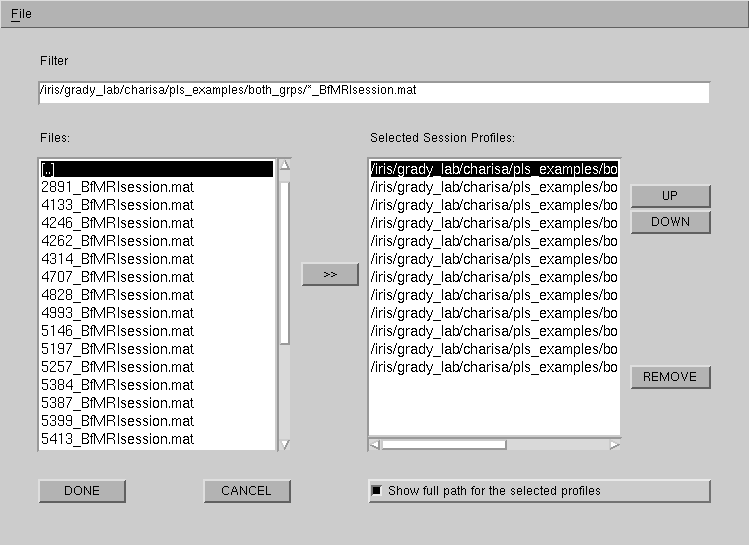 File
Filter
/iris/grady_lab/charisa/pls_examples/both_grps/*_BfMRIsession.mat
Files:
Selected Session Profiles:
[..]
2891_BfMRIsession.mat
4133_BfMRIsession.mat
4246_BfMRIsession.mat
4262_BfMRIsession.mat
4314_BfMRIsession.mat
4707_BfMRIsession.mat
4828_BfMRIsession.mat
4993_BfMRIsession.mat
5146_BfMRIsession.mat
5197_BfMRIsession.mat
5257_BfMRIsession.mat
5384_BfMRIsession.mat
5387_BfMRIsession.mat
5399_BfMRIsession.mat
5413_BfMRIsession.mat
>>
/iris/grady_lab/charisa/pls_examples/bo
/iris/grady_lab/charisa/pls_examples/bo
/iris/grady_lab/charisa/pls_examples/bo
/iris/grady_lab/charisa/pls_examples/bo
/iris/grady_lab/charisa/pls_examples/bo
/iris/grady_lab/charisa/pls_examples/bo
/iris/grady_lab/charisa/pls_examples/bo
/iris/grady_lab/charisa/pls_examples/bo
/iris/grady_lab/charisa/pls_examples/bo
/iris/grady_lab/charisa/pls_examples/bo
/iris/grady_lab/charisa/pls_examples/bo
/iris/grady_lab/charisa/pls_examples/bo
UP
DOWN
REMOVE
DONE
CANCEL
Show full path for the selected profiles